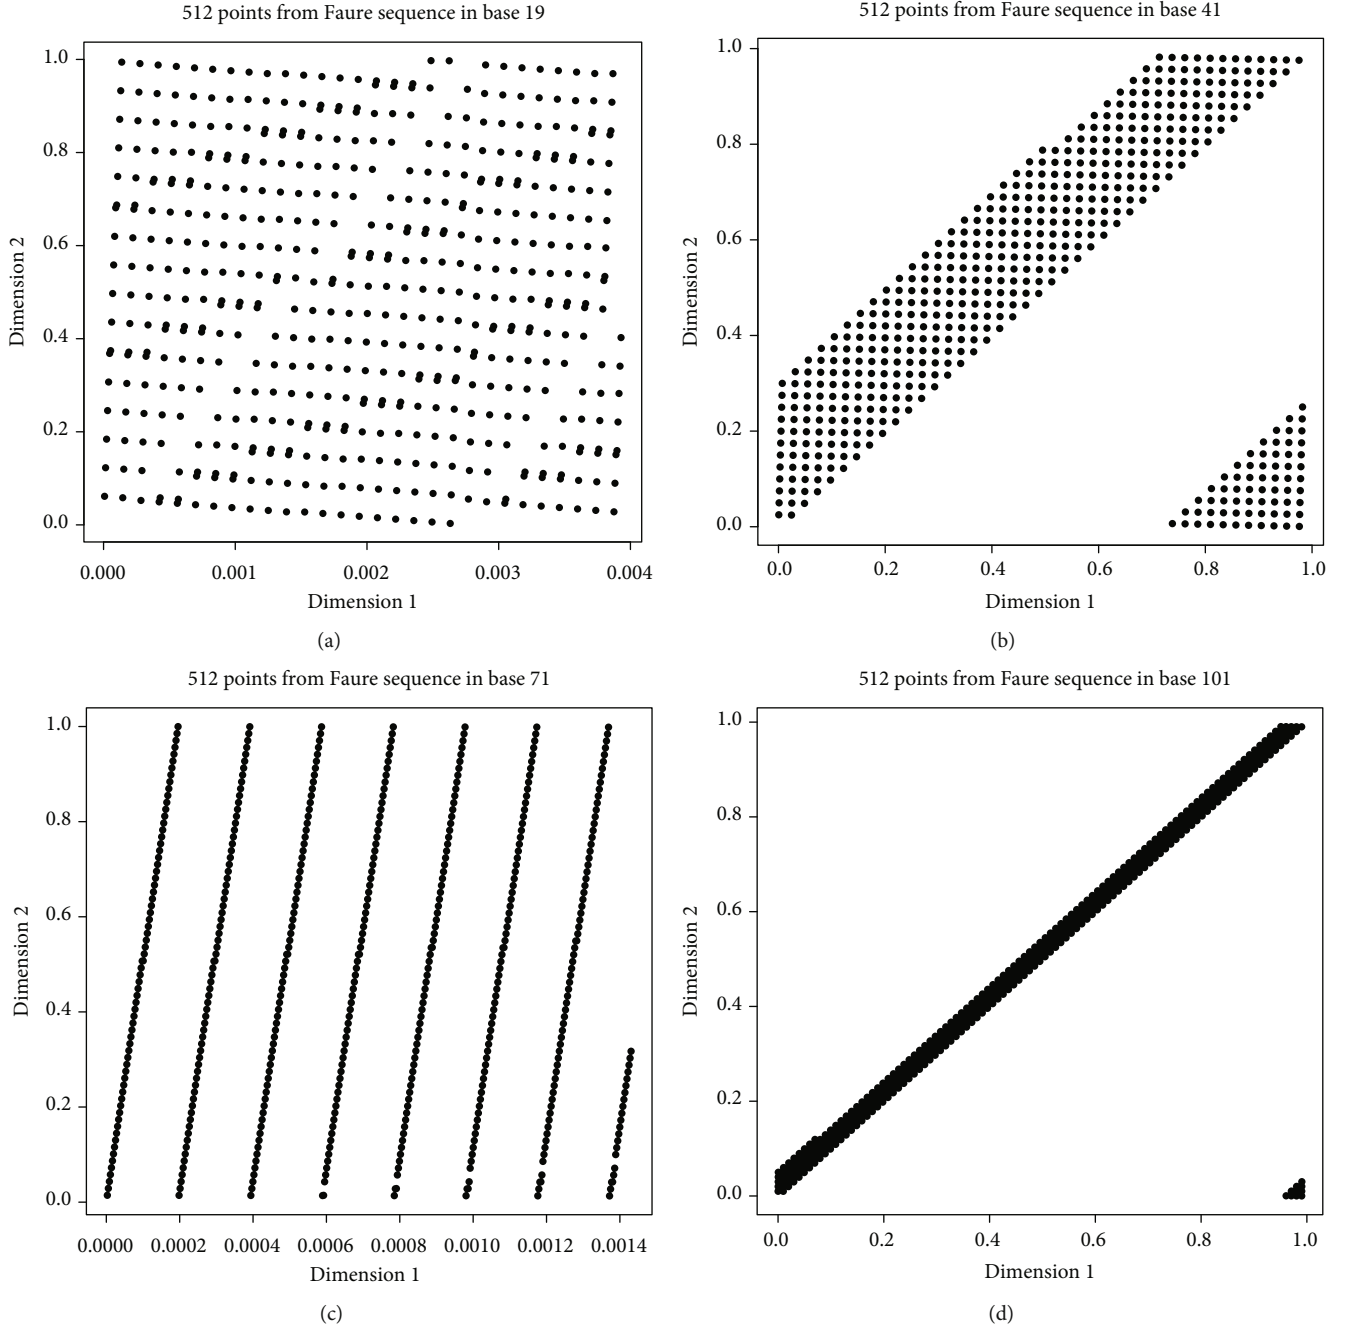 512 points from Faure sequence in base 19
1.0
0.8
0.6
0.4
0.2
0.0
Dimension 2
0.000 0.001 0.002 0.003 0.004
Dimension 1
(a)
512 points from Faure sequence in base 41
1.0
0.8
0.6
0.4
0.2
0.0
Dimension 2
0.0 0.2 0.4 0.6 0.8 1.0
Dimension 1
(b)
512 points from Faure sequence in base 71
1.0
0.8
0.6
0.4
0.2
0.0
Dimension 2
0.0000 0.0002 0.0004 0.0006 0.0008 0.0010 0.0012 0.0014
Dimension 1
(c)
512 points from Faure sequence in base 101
1.0
0.8
0.6
0.4
0.2
0.0
Dimension 2
0.0 0.2 0.4 0.6 0.8 1.0
Dimension 1
(d)